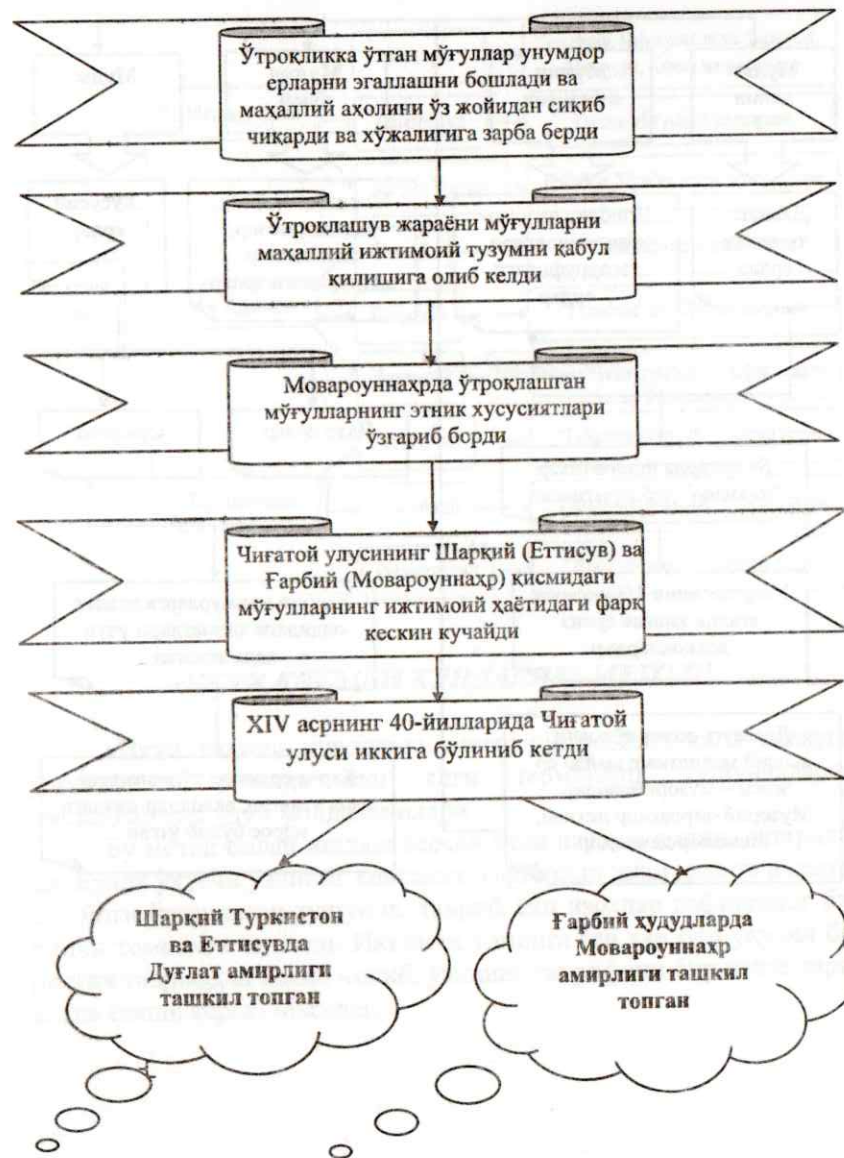 Ўтроқликка ўтган мўғуллар унумдор
ерларни эгаллашни бошлади ва
маҳаллий аҳолини ўз жойидан сиқиб
чиқарди ва хўжалигига зарба берди
Ўтроқлашув жараёни мўғулларни
маҳаллий ижтимоий тузумни қабул
қилишига олиб келди
Мовароуннаҳрда ўтроқлашган
мўғулларнинг этник хусусиятлари
ўзгариб борди
Чиғатой улусининг Шарқий (Еттисув) ва
Ғарбий (Мовароуннаҳр) қисмидаги
мўғулларнинг ижтимоий ҳаётидаги фарқ
кескин кучайди
XIV асрнинг 40-йилларида Чиғатой
улуси иккига бўлиниб кетди
Шарқий Туркистон
ва Еттисувда
Дуғлат амирлиги
ташкил топган
Ғарбий ҳудудларда
Мовароуннаҳр
амирлиги ташкил
топган